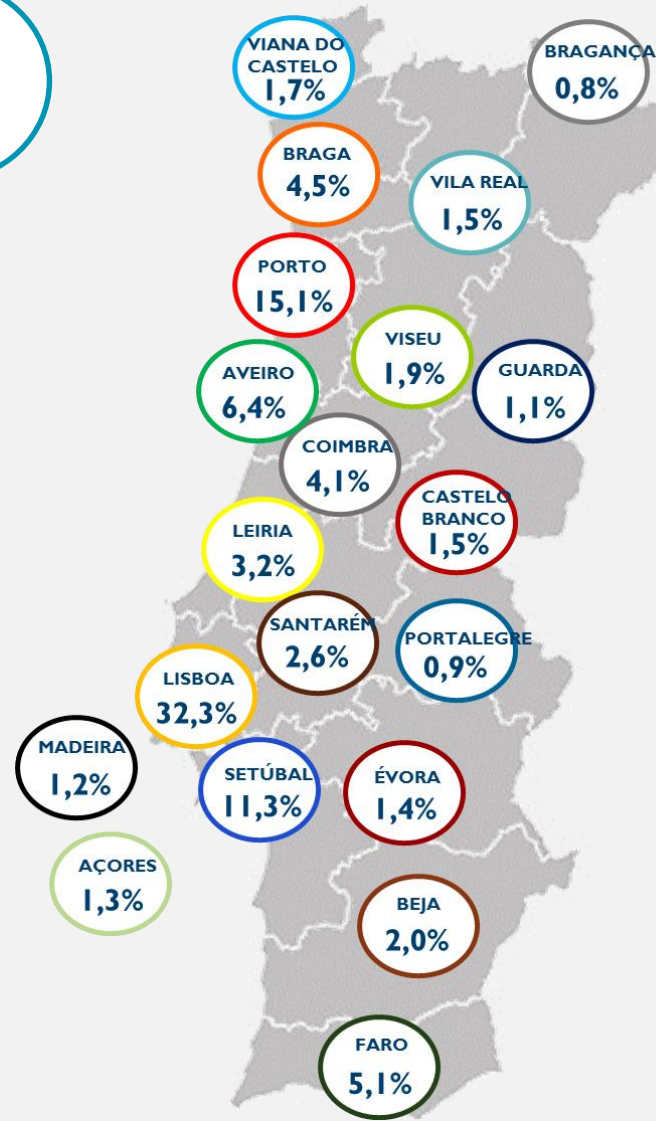 VIANA DO
CASTELO
1,7%
BRAGANÇA
0,8%
BRAGA
4,5%
VILA REAL
1,5%
PORTO
15,1%
VISEU
1,9%
AVEIRO
6,4%
GUARDA
1,1%
COIMBRA
4,1%
CASTELO
BRANCO
1,5%
LEIRIA
3,2%
SANTARÉM
2,6%
PORTALEGRE
0,9%
LISBOA
32,3%
MADEIRA
1,2%
SETÚBAL
11,3%
ÉVORA
1,4%
AÇORES
1,3%
BEJA
2,0%
FARO
5,1%